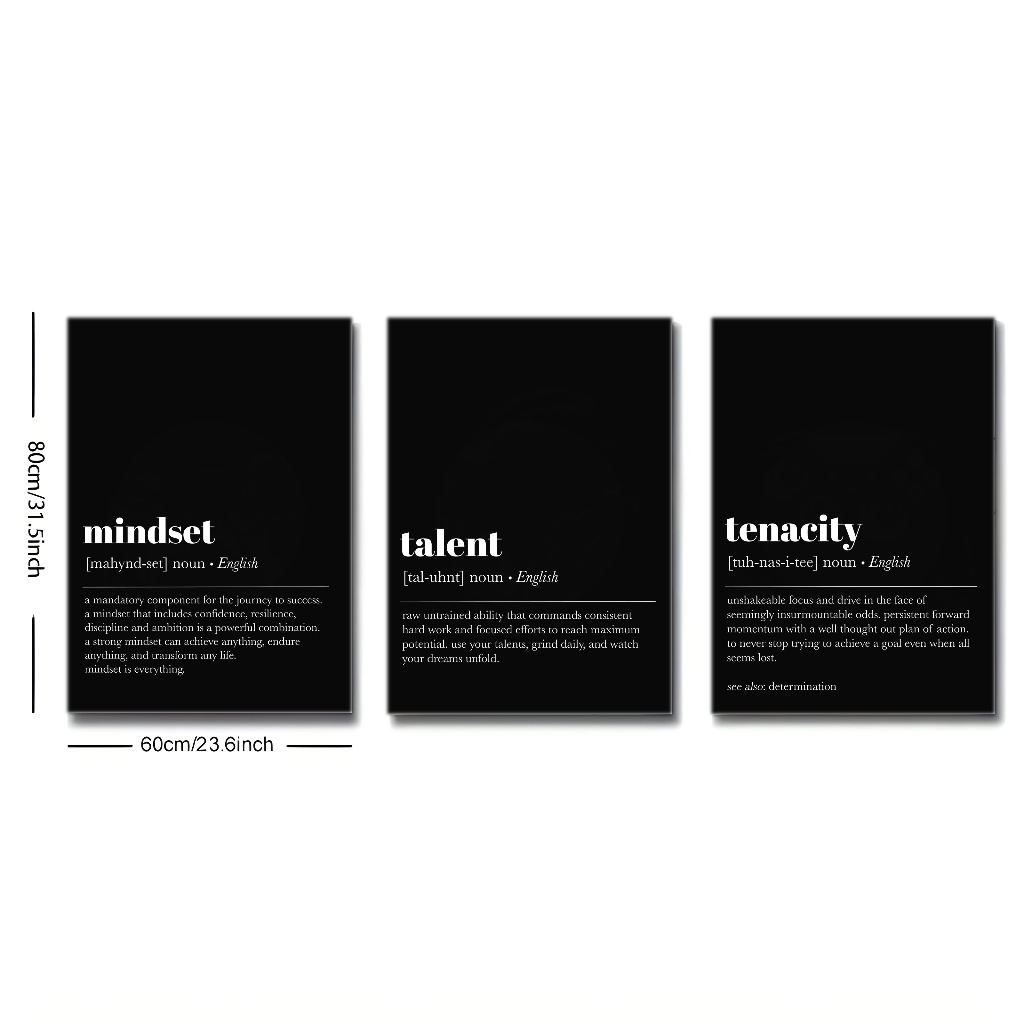 80cm/31.5inch
mindset
[mahynd-set] noun • English
a mandatory component for the journey to success.
a mindset that includes confidence, resilience,
discipline and ambition is a powerful combination.
a strong mindset can achieve anything, endure
anything, and transform any life.
mindset is everything.
talent
[tal-uhnt] noun • English
raw untrained ability that commands consistent
hard work and focused efforts to reach maximum
potential. use your talents, grind daily, and watch
your dreams unfold.
tenacity
[tuh-nas-i-tee] noun • English
unshakeable focus and drive in the face of
seemingly insurmountable odds. persistent forward
momentum with a well thought out plan of action.
to never stop trying to achieve a goal even when all
seems lost.
see also: determination
60cm/23.6inch